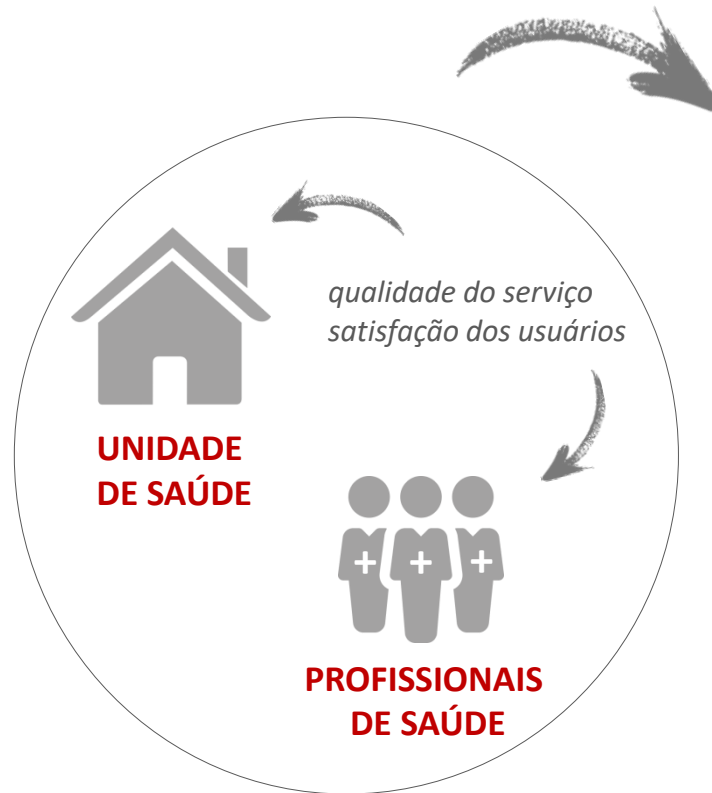 qualidade do serviço
satisfação dos usuários
UNIDADE
DE SAÚDE
PROFISSIONAIS
DE SAÚDE